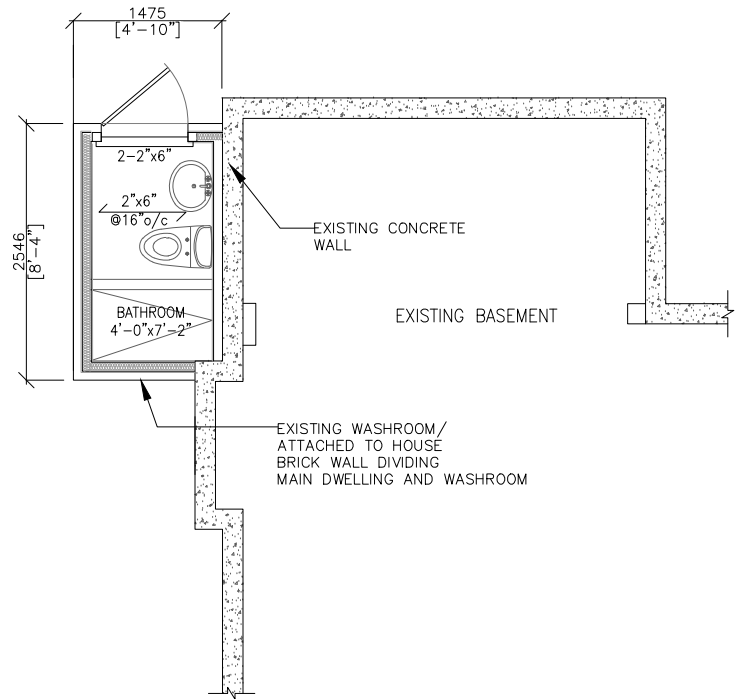 1475
[4'-10"]
2-2"x6"
2"x6"
@16"o/c
2546
[8'-4"]
EXISTING CONCRETE
WALL
BATHROOM
4'-0"x7'-2"
EXISTING BASEMENT
EXISTING WASHROOM/
ATTACHED TO HOUSE
BRICK WALL DIVIDING
MAIN DWELLING AND WASHROOM